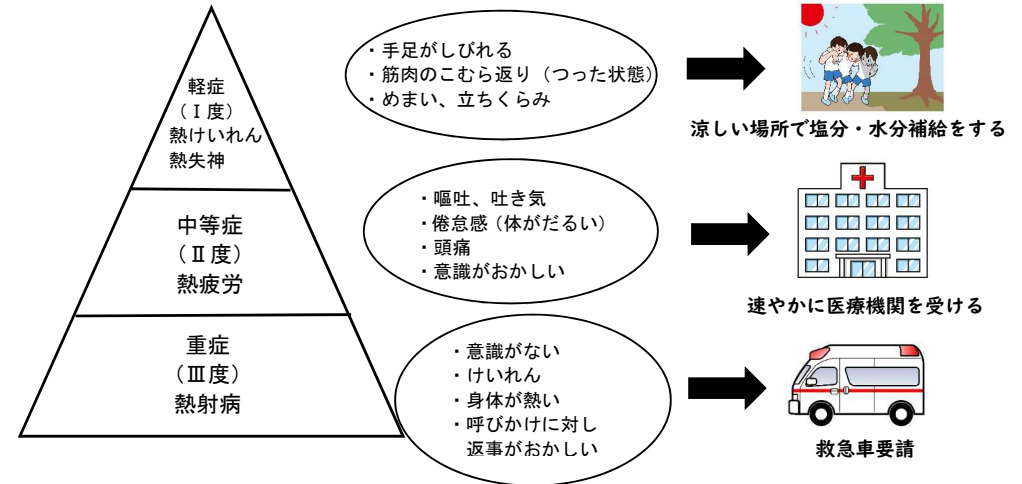 軽症
（Ⅰ度）
熱けいれん
熱失神
・手足がしびれる
・筋肉のこむら返り（つった状態）
・めまい、立ちくらみ
涼しい場所で塩分・水分補給をする
中等症
（Ⅱ度）
熱疲労
・嘔吐、吐き気
・倦怠感（体がだるい）
・頭痛
・意識がおかしい
速やかに医療機関を受ける
重症
（Ⅲ度）
熱射病
・意識がない
・けいれん
・身体が熱い
・呼びかけに対し
返事がおかしい
救急車要請